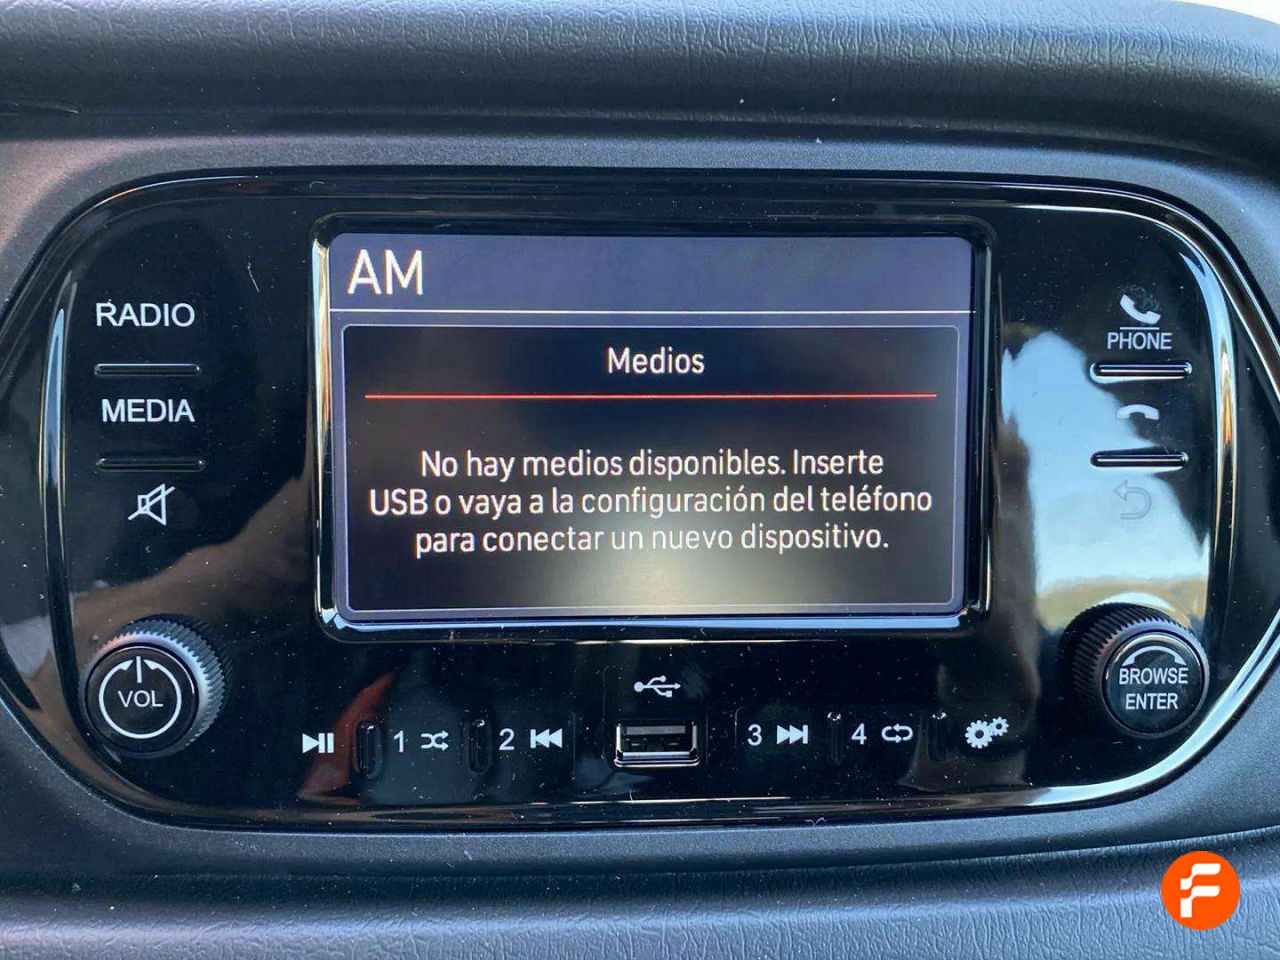 AM
RADIO
MEDIA
Medios
No hay medios disponibles. Inserte
USB o vaya a la configuración del teléfono
para conectar un nuevo dispositivo.
PHONE
VOL
1
2
3
4
BROWSE
ENTER
F